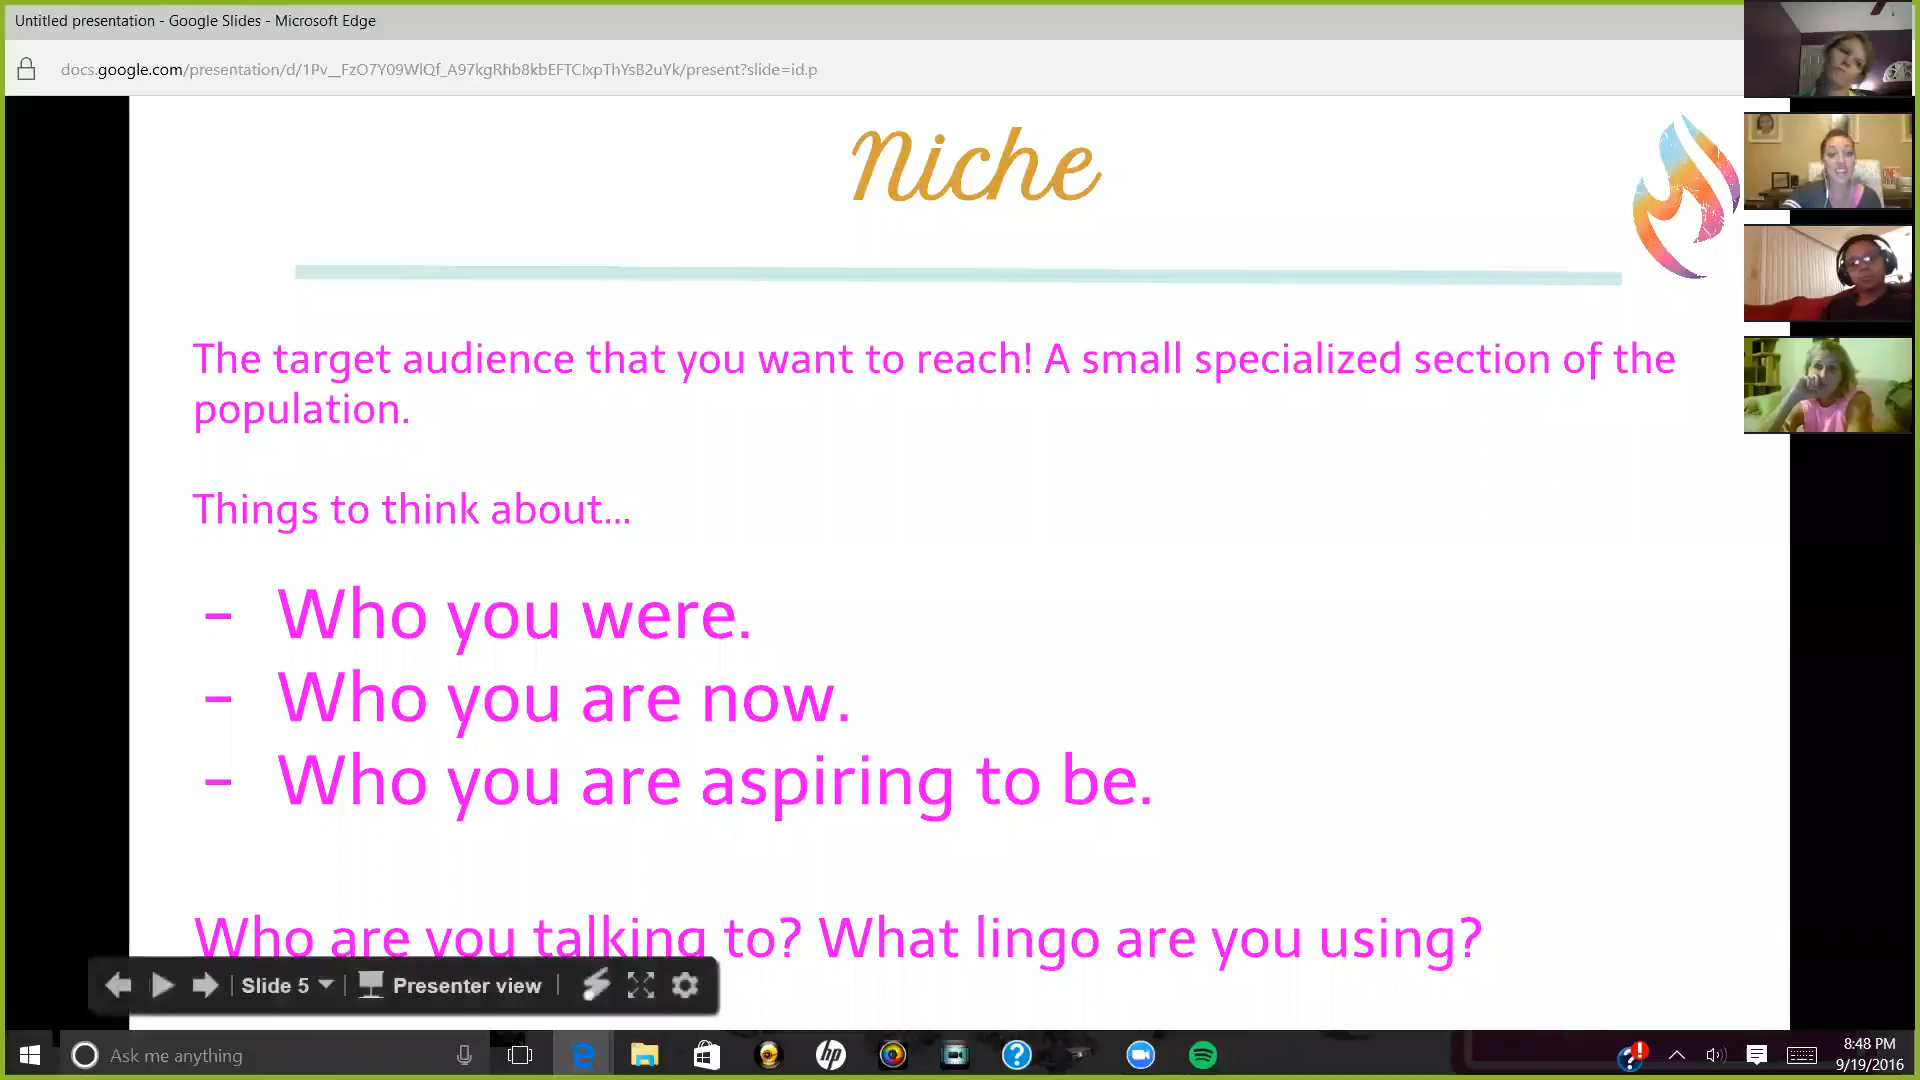 Untitled presentation - Google Slides - Microsoft Edge
docs.google.com/presentation/d/1Pv__FzO7Y09WlQf_A97kgRhb8kbEFTCIxpThYsB2uYk/present?slide=id.p
Niche
The target audience that you want to reach! A small specialized section of the
population.
Things to think about...
- Who you were.
- Who you are now.
- Who you are aspiring to be.
Who are you talking to? What lingo are you using?
Slide 5
Presenter view
Ask me anything
hp
8:48 PM
9/19/2016